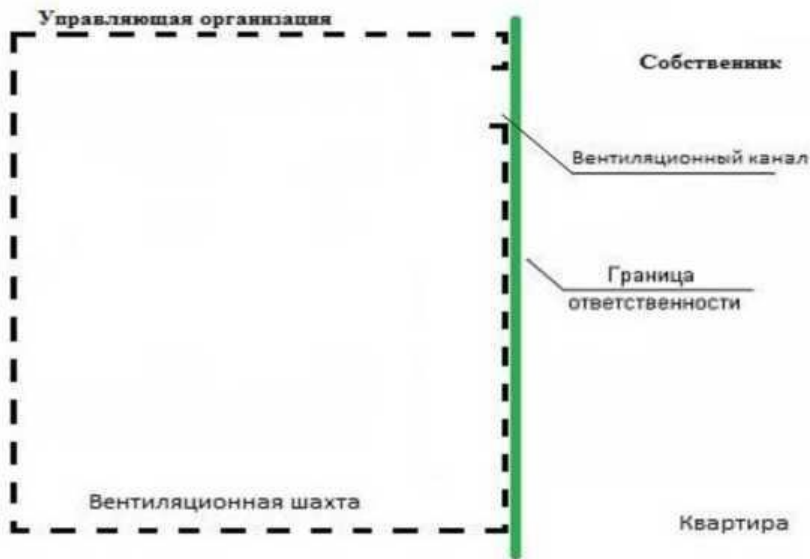 Управляющая организация
Собственник
Вентиляционный канал
Граница
ответственности
Вентиляционная шахта
Квартира